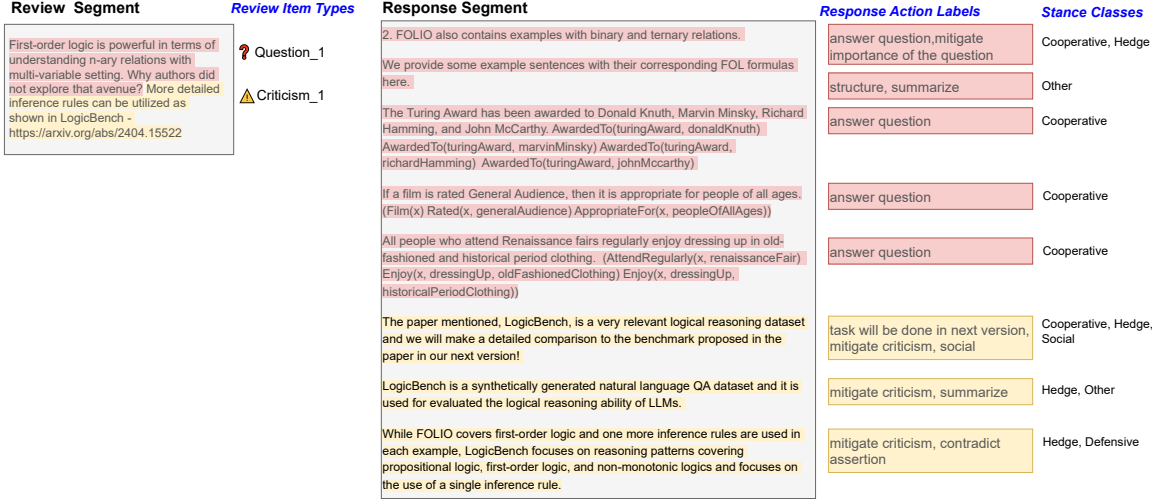 Review Segment
Review Item Types
Response Segment
Response Action Labels
Stance Classes
First-order logic is powerful in terms of
understanding n-ary relations with
multi-variable setting. Why authors did
not explore that avenue? More detailed
inference rules can be utilized as
shown in LogicBench -
https://arxiv.org/abs/2404.15522
Question_1
Criticism_1
2. FOLIO also contains examples with binary and ternary relations.
We provide some example sentences with their corresponding FOL formulas
here.
The Turing Award has been awarded to Donald Knuth, Marvin Minsky, Richard
Hamming, and John McCarthy. AwardedTo(turingAward, donaldKnuth)
AwardedTo(turingAward, marvinMinsky) AwardedTo(turingAward,
richardHamming) AwardedTo(turingAward, johnMccarthy)
If a film is rated General Audience, then it is appropriate for people of all ages.
(Film(x) Rated(x, generalAudience) AppropriateFor(x, peopleOfAllAges))
All people who attend Renaissance fairs regularly enjoy dressing up in old-
fashioned and historical period clothing. (AttendRegularly(x, renaissanceFair)
Enjoy(x, dressingUp, oldFashionedClothing) Enjoy(x, dressingUp,
historicalPeriodClothing))
The paper mentioned, LogicBench, is a very relevant logical reasoning dataset
and we will make a detailed comparison to the benchmark proposed in the
paper in our next version!
LogicBench is a synthetically generated natural language QA dataset and it is
used for evaluated the logical reasoning ability of LLMs.
While FOLIO covers first-order logic and one more inference rules are used in
each example, LogicBench focuses on reasoning patterns covering
propositional logic, first-order logic, and non-monotonic logics and focuses on
the use of a single inference rule.
answer question,mitigate
importance of the question
Cooperative, Hedge
structure, summarize
Other
answer question
Cooperative
answer question
Cooperative
answer question
Cooperative
task will be done in next version,
mitigate criticism, social
Cooperative, Hedge,
Social
mitigate criticism, summarize
Hedge, Other
mitigate criticism, contradict
assertion
Hedge, Defensive